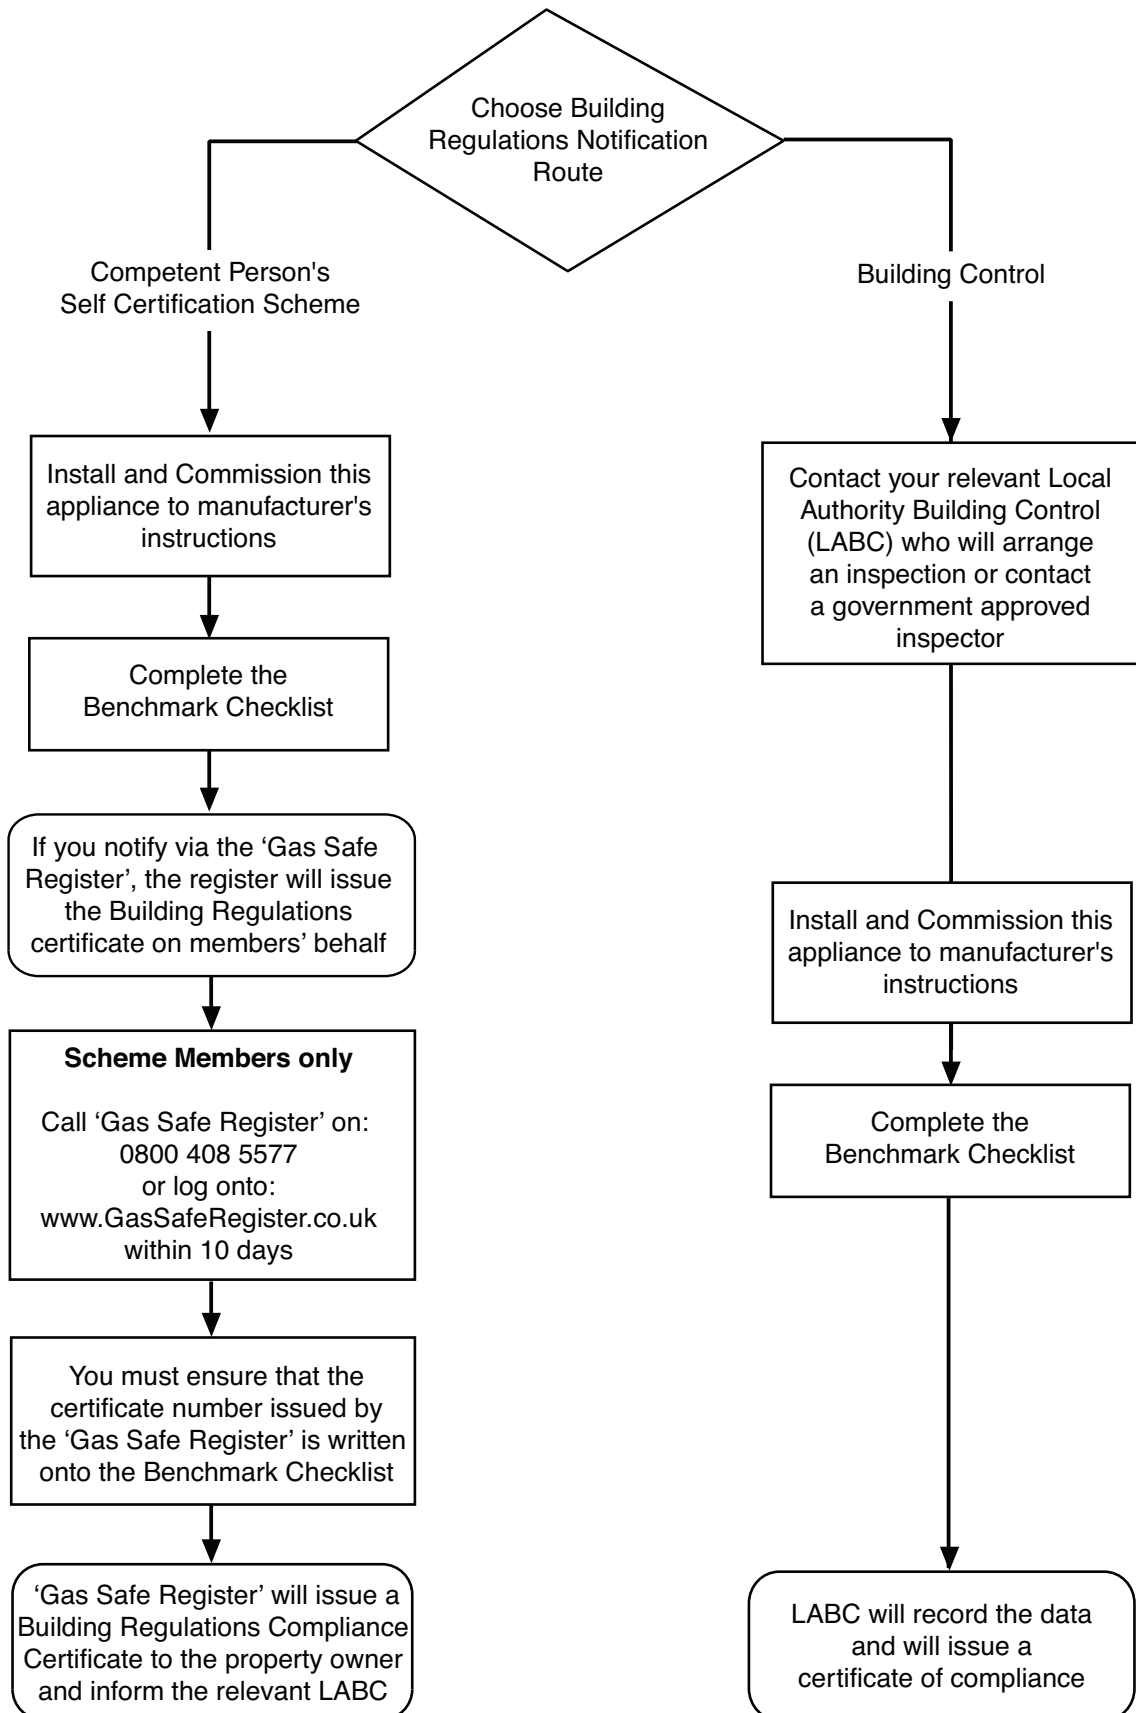 Choose Building
Regulations Notification
Route
Competent Person's
Self Certification Scheme
Building Control
Install and Commission this
appliance to manufacturer's
instructions
Complete the
Benchmark Checklist
If you notify via the ‘Gas Safe
Register’, the register will issue
the Building Regulations
certificate on members’ behalf
Scheme Members only
Call ‘Gas Safe Register’ on:
0800 408 5577
or log onto:
www.GasSafeRegister.co.uk
within 10 days
You must ensure that the
certificate number issued by
the ‘Gas Safe Register’ is written
onto the Benchmark Checklist
‘Gas Safe Register’ will issue a
Building Regulations Compliance
Certificate to the property owner
and inform the relevant LABC
Contact your relevant Local
Authority Building Control
(LABC) who will arrange
an inspection or contact
a government approved
inspector
Install and Commission this
appliance to manufacturer's
instructions
Complete the
Benchmark Checklist
LABC will record the data
and will issue a
certificate of compliance